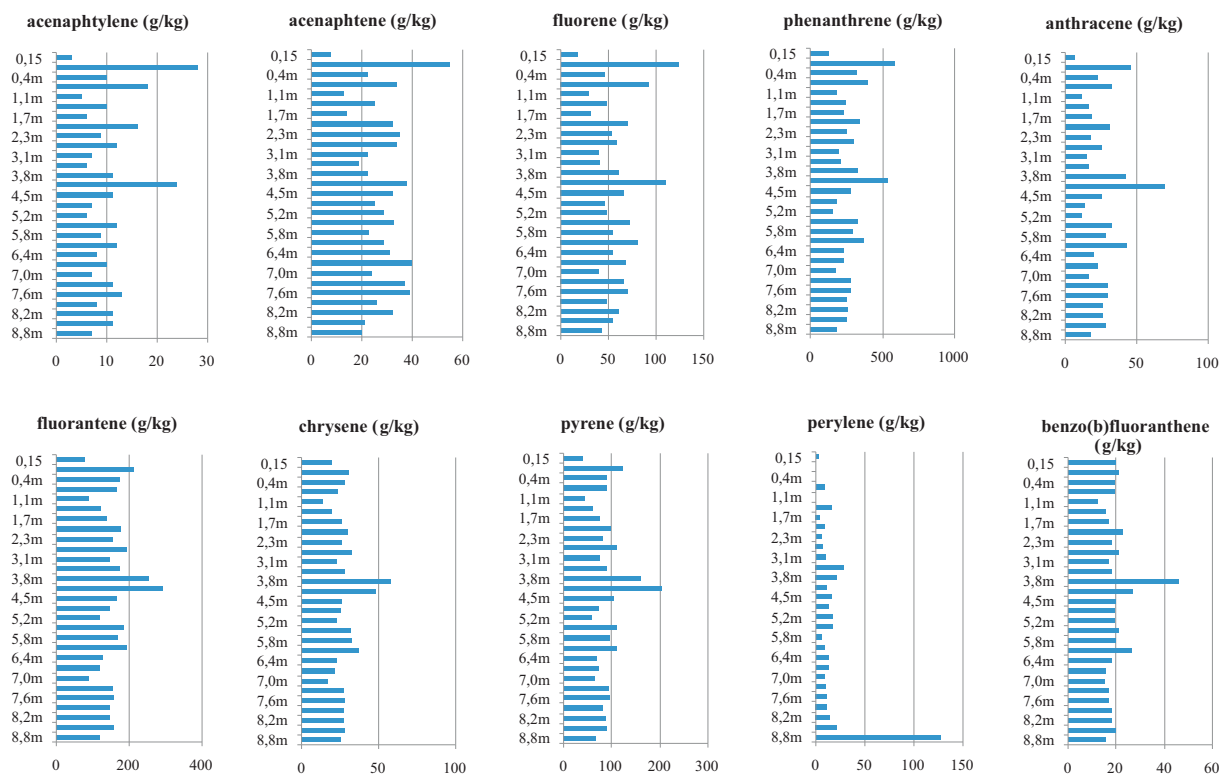 acenaphtylene (g/kg)
0,15
0,4m
1,1m
1,7m
2,3m
3,1m
3,8m
4,5m
5,2m
5,8m
6,4m
7,0m
7,6m
8,2m
8,8m
0 10 20 30
acenaphtene (g/kg)
0,15
0,4m
1,1m
1,7m
2,3m
3,1m
3,8m
4,5m
5,2m
5,8m
6,4m
7,0m
7,6m
8,2m
8,8m
0 20 40 60
fluorene (g/kg)
0,15
0,4m
1,1m
1,7m
2,3m
3,1m
3,8m
4,5m
5,2m
5,8m
6,4m
7,0m
7,6m
8,2m
8,8m
0 50 100 150
phenanthrene (g/kg)
0,15
0,4m
1,1m
1,7m
2,3m
3,1m
3,8m
4,5m
5,2m
5,8m
6,4m
7,0m
7,6m
8,2m
8,8m
0 500 1000
anthracene (g/kg)
0,15
0,4m
1,1m
1,7m
2,3m
3,1m
3,8m
4,5m
5,2m
5,8m
6,4m
7,0m
7,6m
8,2m
8,8m
0 50 100
fluorantene (g/kg)
0,15
0,4m
1,1m
1,7m
2,3m
3,1m
3,8m
4,5m
5,2m
5,8m
6,4m
7,0m
7,6m
8,2m
8,8m
0 200 400
chrysene (g/kg)
0,15
0,4m
1,1m
1,7m
2,3m
3,1m
3,8m
4,5m
5,2m
5,8m
6,4m
7,0m
7,6m
8,2m
8,8m
0 50 100
pyrene (g/kg)
0,15
0,4m
1,1m
1,7m
2,3m
3,1m
3,8m
4,5m
5,2m
5,8m
6,4m
7,0m
7,6m
8,2m
8,8m
0 100 200 300
perylene (g/kg)
0,15
0,4m
1,1m
1,7m
2,3m
3,1m
3,8m
4,5m
5,2m
5,8m
6,4m
7,0m
7,6m
8,2m
8,8m
0 50 100 150
benzo(b)fluoranthene
(g/kg)
0,15
0,4m
1,1m
1,7m
2,3m
3,1m
3,8m
4,5m
5,2m
5,8m
6,4m
7,0m
7,6m
8,2m
8,8m
0 20 40 60